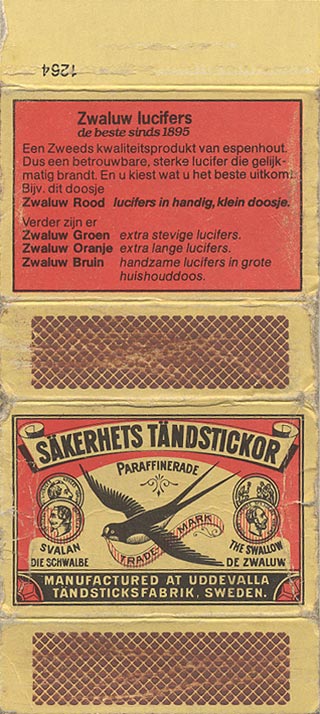 1264
Zwaluw lucifers
de beste sinds 1895
Een Zweeds kwaliteitsprodukt van espenhout.
Dus een betrouwbare, sterke lucifer die gelijk-
matig brandt. En u kiest wat u het beste uitkomt.
Bijv. dit doosje
Zwaluw Rood lucifers in handig, klein doosje.
Verder zijn er
Zwaluw Groen extra stevige lucifers.
Zwaluw Oranje extra lange lucifers.
Zwaluw Bruin handzame lucifers in grote
huishouddoos.
SÄKERHETS TÄNDSTICKOR
PARAFFINERADE
TRADE MARK
SVALAN
DIE SCHWALBE
THE SWALLOW
DE ZWALUW
MANUFACTURED AT UDDEVALLA
TÄNDSTICKSFABRIK, SWEDEN.